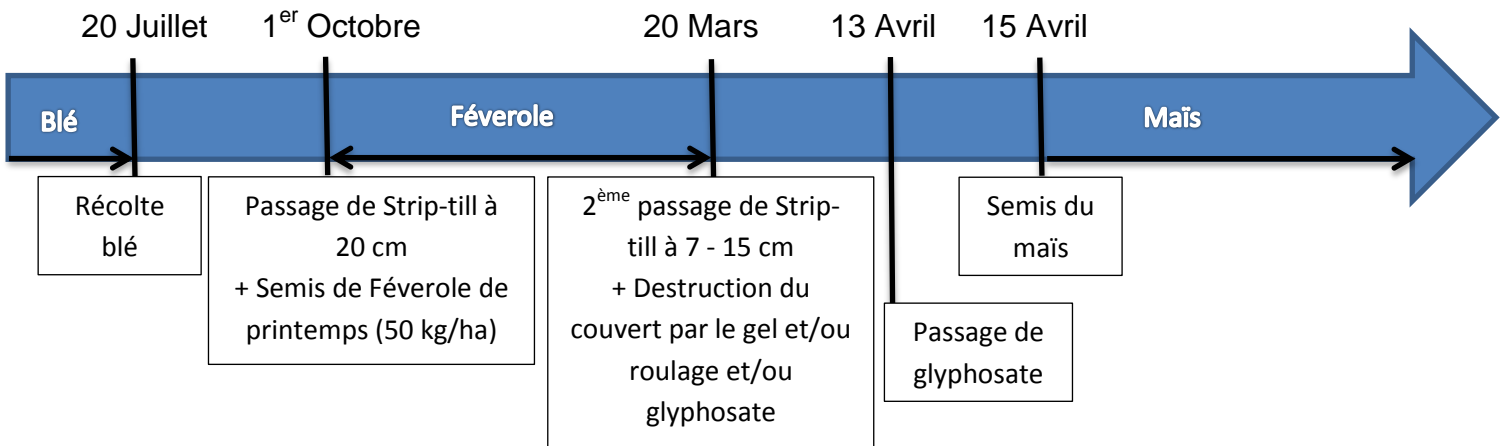 20 Juillet
1er Octobre
20 Mars
13 Avril
15 Avril
Blé
Féverole
Maïs
Récolte
blé
Passage de Strip-till à
20 cm
+ Semis de Féverole de
printemps (50 kg/ha)
2ème passage de Strip-
till à 7 - 15 cm
+ Destruction du
couvert par le gel et/ou
roulage et/ou
glyphosate
Passage de
glyphosate
Semis du
maïs